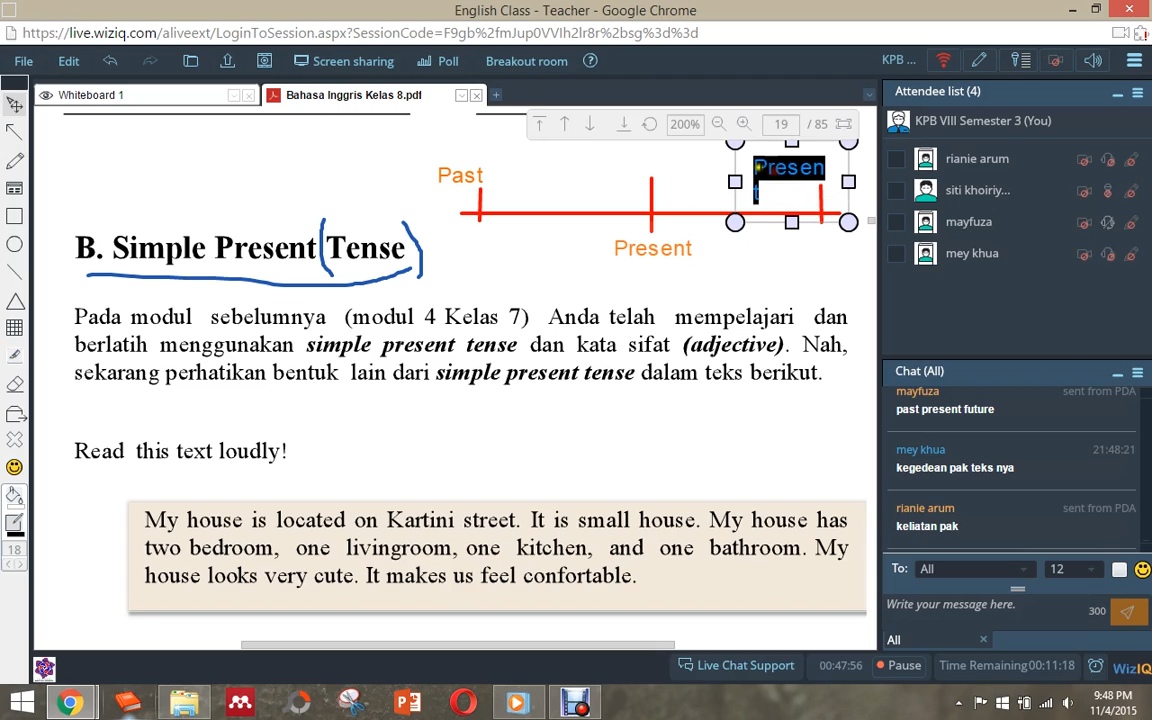 English Class - Teacher - Google Chrome
https://live.wiziq.com/aliveext/LoginToSession.aspx?SessionCode=F9gb%2fmJup0VVIh2lr8r%2bsg%3d%3d
File Edit Screen sharing Poll Breakout room KPB ...
Whiteboard 1 Bahasa Inggris Kelas 8.pdf
200% 19 / 85
Past
Presen
t
Present
B. Simple Present Tense
Pada modul sebelumnya (modul 4 Kelas 7) Anda telah mempelajari dan
berlatih menggunakan simple present tense dan kata sifat (adjective). Nah,
sekarang perhatikan bentuk lain dari simple present tense dalam teks berikut.
Read this text loudly!
My house is located on Kartini street. It is small house. My house has
two bedroom, one livingroom, one kitchen, and one bathroom. My
house looks very cute. It makes us feel confortable.
18
Attendee list (4)
KPB VIII Semester 3 (You)
rianie arum
siti khoiriy...
mayfuza
mey khua
Chat (All)
mayfuza sent from PDA
past present future
mey khua 21:48:21
kegedean pak teks nya
rianie arum sent from PDA
keliatan pak
To: All 12
Write your message here. 300
All
Live Chat Support 00:47:56 Pause Time Remaining 00:11:18 WizIQ
9:48 PM
11/4/2015